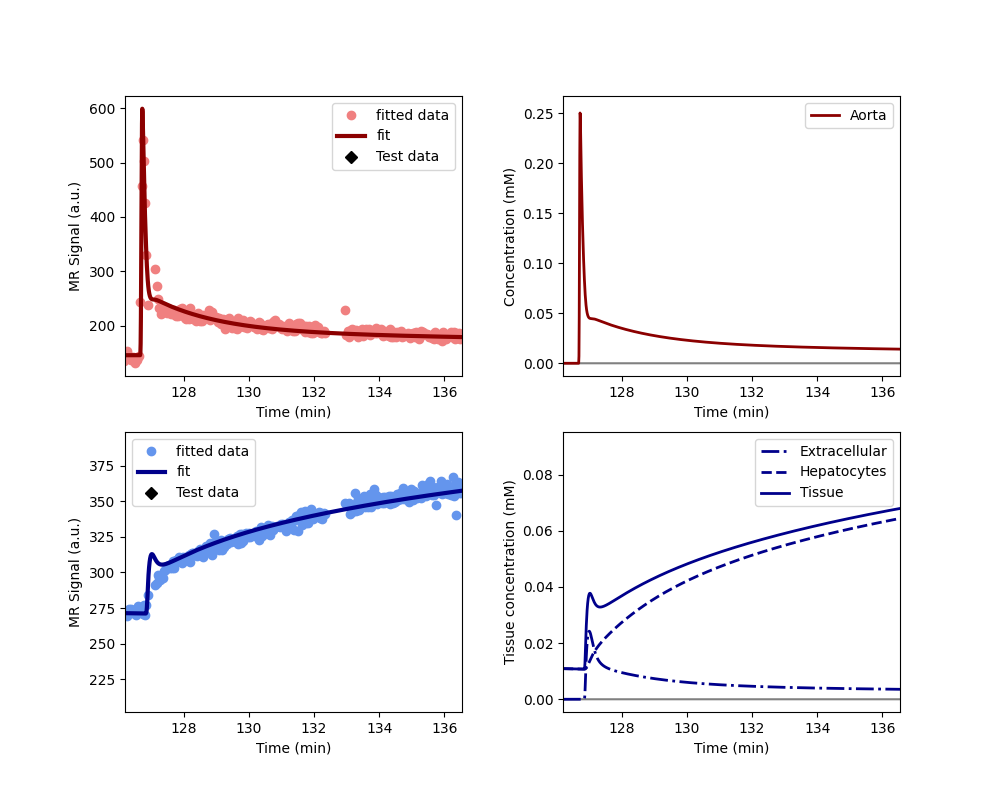 600
500
400
300
200
MR Signal (a.u.)
fitted data
fit
Test data
128
130
132
134
136
Time (min)
0.25
0.20
0.15
0.10
0.05
0.00
Concentration (mM)
Aorta
128
130
132
134
136
Time (min)
375
350
325
300
275
250
225
MR Signal (a.u.)
fitted data
fit
Test data
128
130
132
134
136
Time (min)
0.08
0.06
0.04
0.02
0.00
Tissue concentration (mM)
Extracellular
Hepatocytes
Tissue
128
130
132
134
136
Time (min)